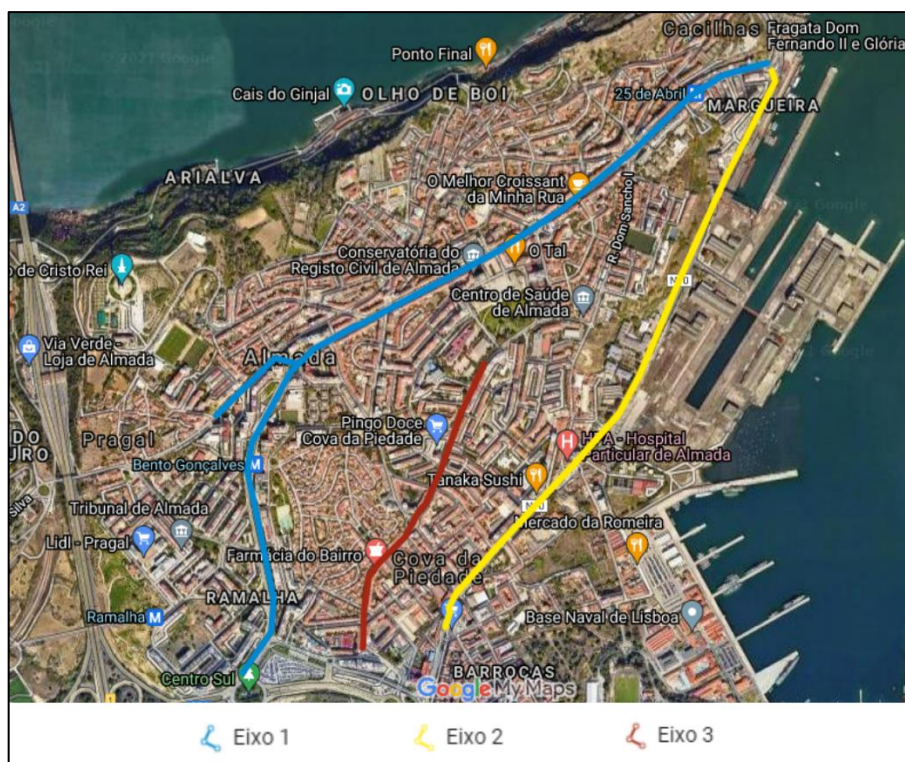 Cacilhas
Fragata Dom
Fernando II e Glória
Ponto Final
Cais do Ginjal
OLHO DE BOI
25 de Abril
MARGUEIRA
ARIALVA
A2
O Melhor Croissant
da Minha Rua
R. Dom Sancho I
Conservatória do
Registo Civil de Almada
O Tal
o de Cristo Rei
Centro de Saúde
de Almada
Via Verde -
Loja de Almada
Almada
Pingo Doce
Cova da Piedade
Pragal
Bento Gonçalves
Hospital
Particular de Almada
Tanaka Sushi
Silva
Tribunal de Almada
Mercado da Romeira
Lidl - Pragal
Farmácia do Bairro
Cova da
Piedade
RAMALHA
Ramalha
Base Naval de Lisboa
Centro Sul
BARROCAS
Google My Maps
Eixo 1
Eixo 2
Eixo 3